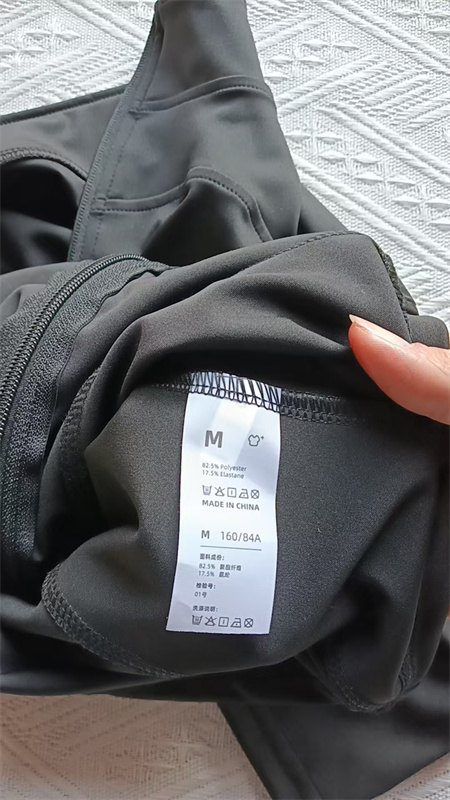 M
82.5% Polyester
17.5% Elastane
MADE IN CHINA
M 160/84A
面料成份:
82.5% 聚酯纤维
17.5% 氨纶
检验号:
01号
洗涤说明: